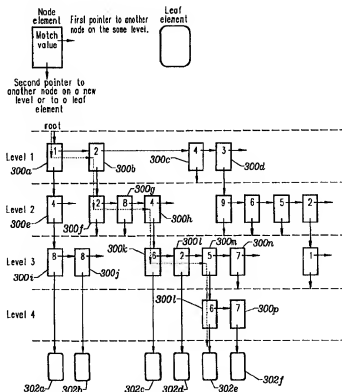 Node element
Match value
First pointer to another node on the same level.
Leaf element
Second pointer to another node on a new level or to a leaf element
root
Level 1
1 2 4 3
300a 300b 300c 300d
Level 2
300g
4 2 8 4 9 6 5 2
300e 300f 300h
Level 3
300k 300l 300m 300n
8 8 6 2 5 7 1
300i 300j
Level 4
300l 6 7 300p
302a 302b 302c 302d 302e 302f